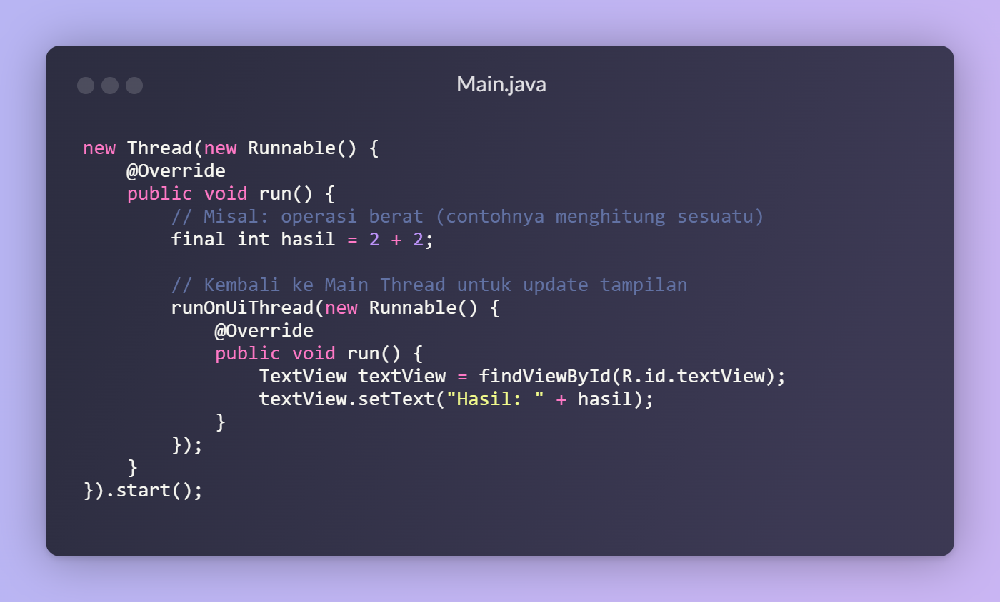 Main.java
new Thread(new Runnable() {
    @Override
    public void run() {
        // Misal: operasi berat (contohnya menghitung sesuatu)
        final int hasil = 2 + 2;

        // Kembali ke Main Thread untuk update tampilan
        runOnUiThread(new Runnable() {
            @Override
            public void run() {
                TextView textView = findViewById(R.id.textView);
                textView.setText("Hasil: " + hasil);
            }
        });
    }
}).start();